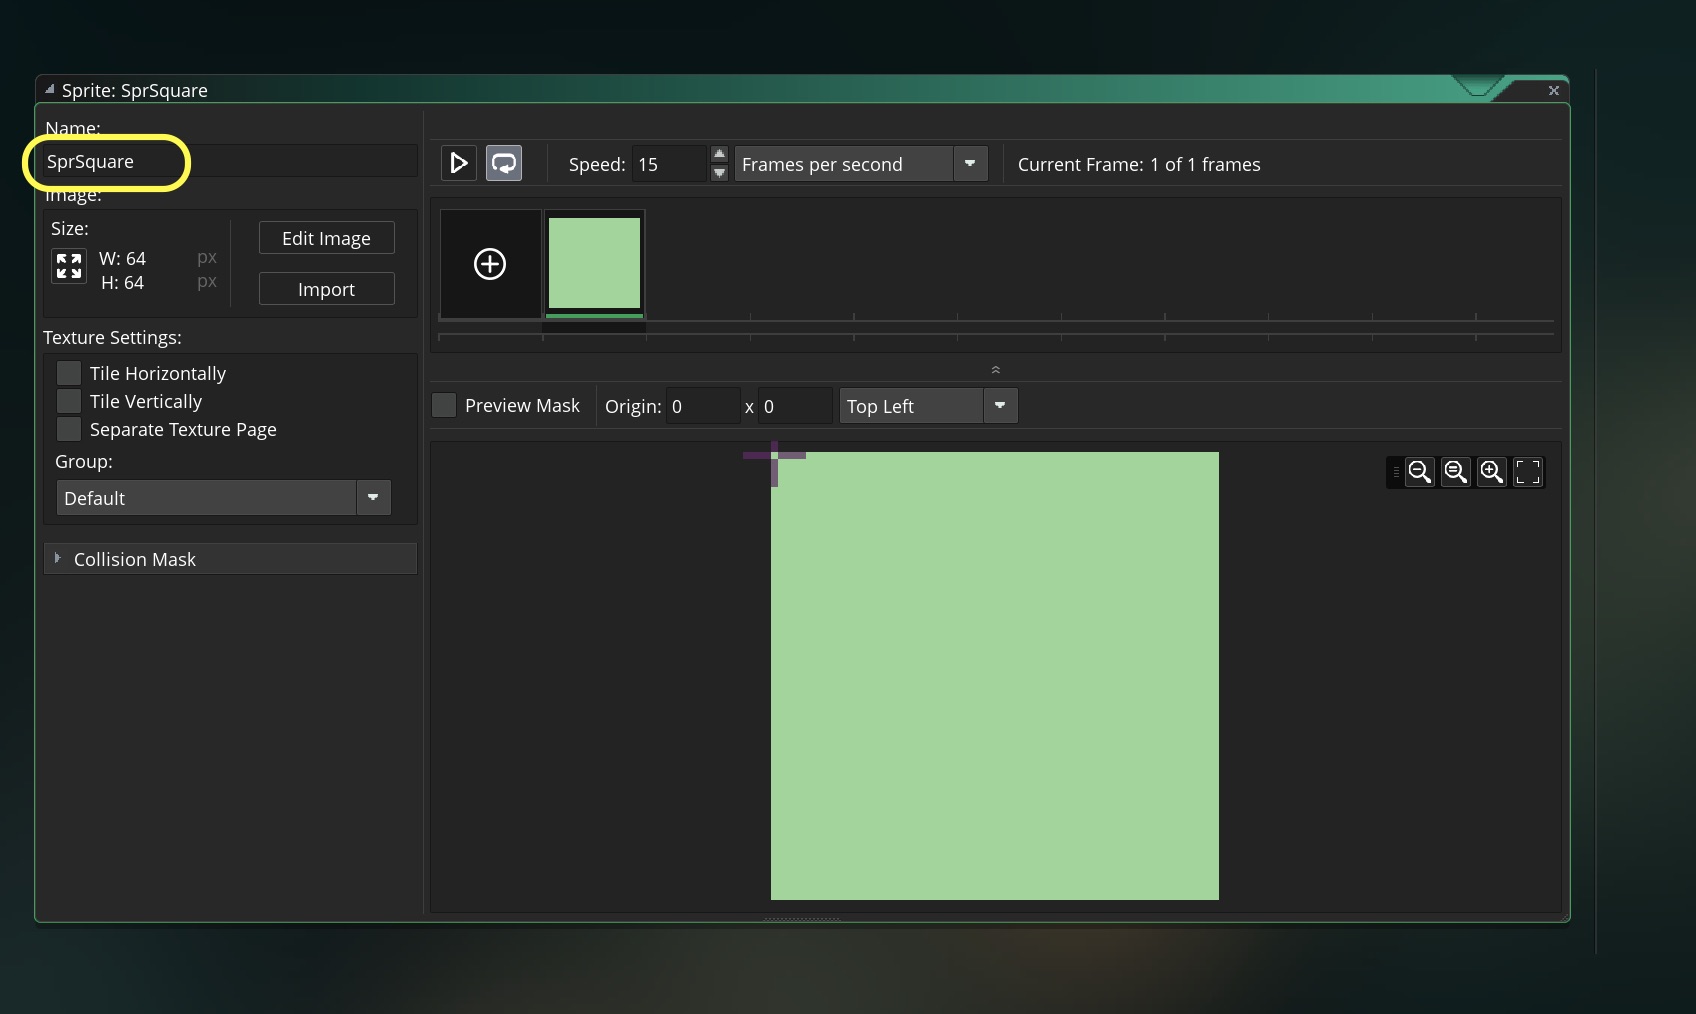 Sprite: SprSquare
Name:
SprSquare
Image:
Size:
W: 64 px
H: 64 px
Edit Image
Import
Texture Settings:
Tile Horizontally
Tile Vertically
Separate Texture Page
Group:
Default
Collision Mask
Speed: 15 Frames per second Current Frame: 1 of 1 frames
Preview Mask Origin: 0 x 0 Top Left